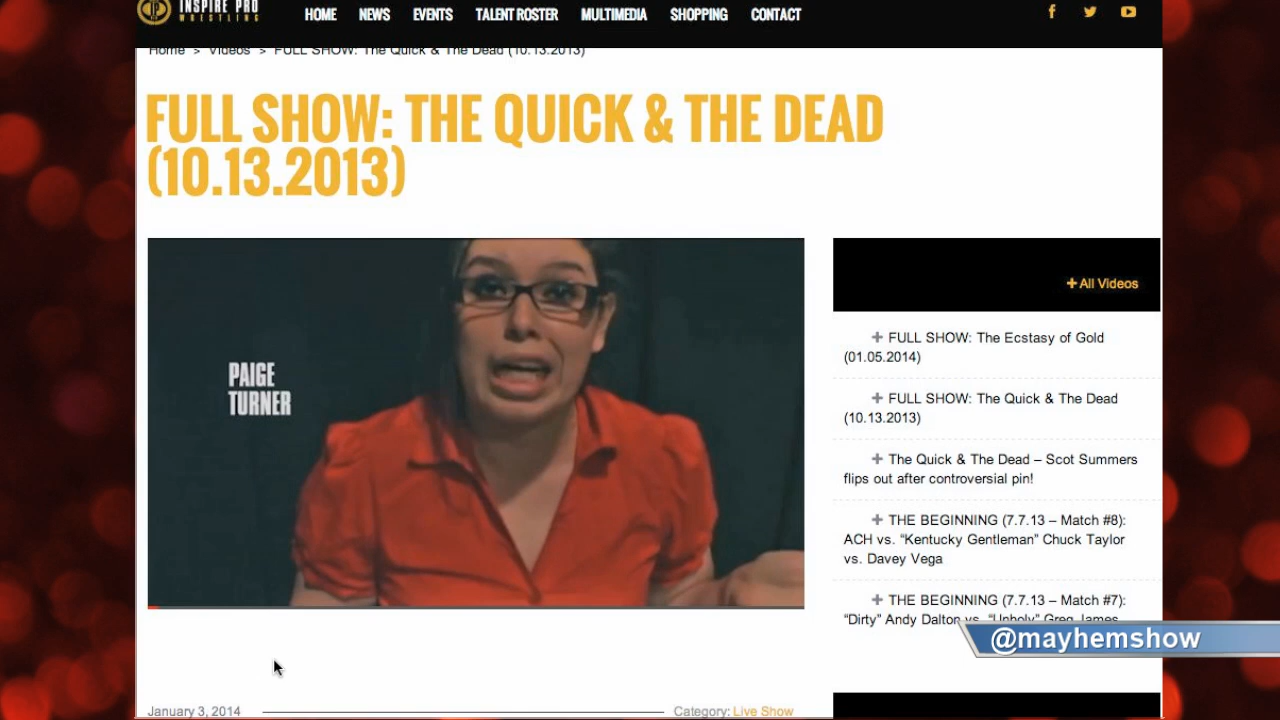 INSPIRE PRO
WRESTLING
HOME NEWS EVENTS TALENT ROSTER MULTIMEDIA SHOPPING CONTACT
Home > Videos > FULL SHOW: The Quick & The Dead (10.13.2013)
FULL SHOW: THE QUICK & THE DEAD
(10.13.2013)
PAIGE
TURNER
+ All Videos
+ FULL SHOW: The Ecstasy of Gold
(01.05.2014)
+ FULL SHOW: The Quick & The Dead
(10.13.2013)
+ The Quick & The Dead – Scot Summers
flips out after controversial pin!
+ THE BEGINNING (7.7.13 – Match #8):
ACH vs. “Kentucky Gentleman” Chuck Taylor
vs. Davey Vega
+ THE BEGINNING (7.7.13 – Match #7):
“Dirty” Andy Dalton vs. “Unholy” Greg James
@mayhemshow
January 3, 2014
Category: Live Show